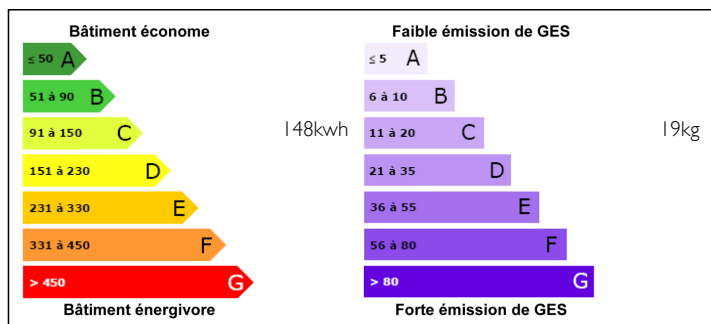 Bâtiment économe
≤ 50 A
51 à 90 B
91 à 150 C
148kwh
151 à 230 D
231 à 330 E
331 à 450 F
> 450 G
Bâtiment énergivore
Faible émission de GES
≤ 5 A
6 à 10 B
11 à 20 C
19kg
21 à 35 D
36 à 55 E
56 à 80 F
> 80 G
Forte émission de GES